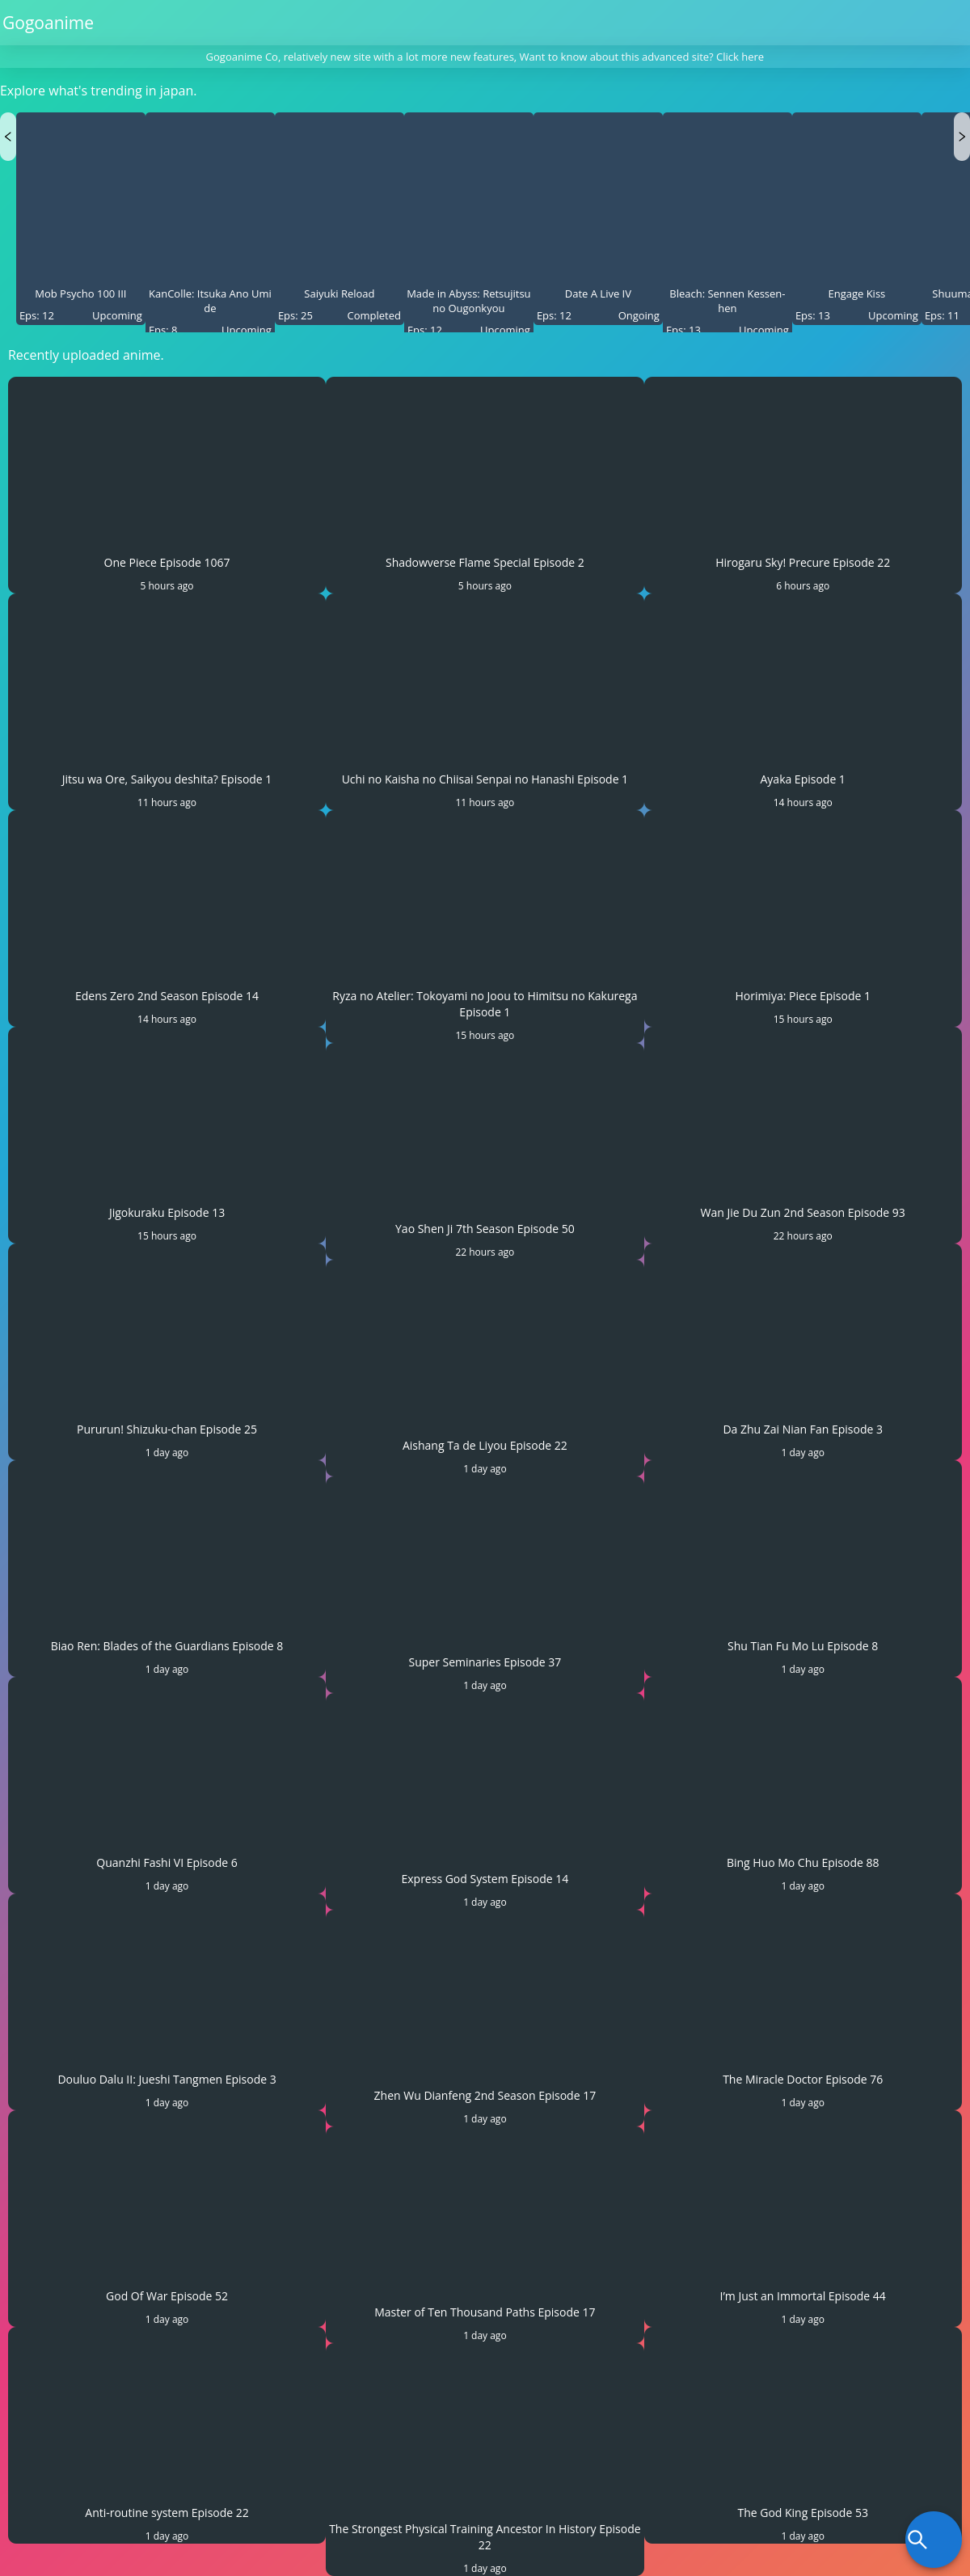 Gogoanime
Gogoanime Co, relatively new site with a lot more new features, Want to know about this advanced site? Click here
Explore what's trending in japan.
Mob Psycho 100 III
Eps: 12 Upcoming
KanColle: Itsuka Ano Umi
de
Eps: 8 Upcoming
Saiyuki Reload
Eps: 25 Completed
Made in Abyss: Retsujitsu
no Ougonkyou
Eps: 12 Upcoming
Date A Live IV
Eps: 12 Ongoing
Bleach: Sennen Kessen-
hen
Eps: 13 Upcoming
Engage Kiss
Eps: 13 Upcoming
Eps: 11
Recently uploaded anime.
One Piece Episode 1067
5 hours ago
Shadowverse Flame Special Episode 2
5 hours ago
Hirogaru Sky! Precure Episode 22
6 hours ago
Jitsu wa Ore, Saikyou deshita? Episode 1
11 hours ago
Uchi no Kaisha no Chiisai Senpai no Hanashi Episode 1
11 hours ago
Ayaka Episode 1
14 hours ago
Edens Zero 2nd Season Episode 14
14 hours ago
Ryza no Atelier: Tokoyami no Joou to Himitsu no Kakurega
Episode 1
15 hours ago
Horimiya: Piece Episode 1
15 hours ago
Jigokuraku Episode 13
15 hours ago
Yao Shen Ji 7th Season Episode 50
22 hours ago
Wan Jie Du Zun 2nd Season Episode 93
22 hours ago
Pururun! Shizuku-chan Episode 25
1 day ago
Aishang Ta de Liyou Episode 22
1 day ago
Da Zhu Zai Nian Fan Episode 3
1 day ago
Biao Ren: Blades of the Guardians Episode 8
1 day ago
Super Seminaries Episode 37
1 day ago
Shu Tian Fu Mo Lu Episode 8
1 day ago
Quanzhi Fashi VI Episode 6
1 day ago
Express God System Episode 14
1 day ago
Bing Huo Mo Chu Episode 88
1 day ago
Douluo Dalu II: Jueshi Tangmen Episode 3
1 day ago
Zhen Wu Dianfeng 2nd Season Episode 17
1 day ago
The Miracle Doctor Episode 76
1 day ago
God Of War Episode 52
1 day ago
Master of Ten Thousand Paths Episode 17
1 day ago
I’m Just an Immortal Episode 44
1 day ago
Anti-routine system Episode 22
1 day ago
The Strongest Physical Training Ancestor In History Episode
22
1 day ago
The God King Episode 53
1 day ago